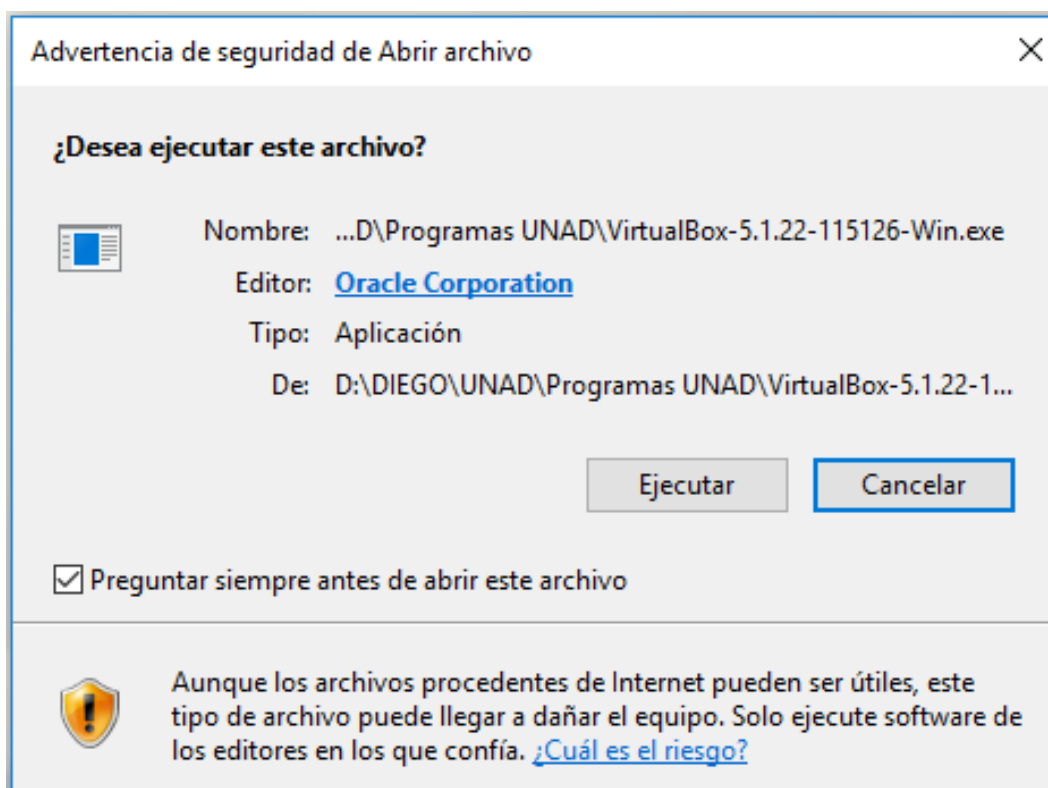 Advertencia de seguridad de Abrir archivo
¿Desea ejecutar este archivo?
Nombre: ...D\Programas UNAD\VirtualBox-5.1.22-115126-Win.exe
Editor: Oracle Corporation
Tipo: Aplicación
De: D:\DIEGO\UNAD\Programas UNAD\VirtualBox-5.1.22-1...
Ejecutar Cancelar
Preguntar siempre antes de abrir este archivo
Aunque los archivos procedentes de Internet pueden ser útiles, este
tipo de archivo puede llegar a dañar el equipo. Solo ejecute software de
los editores en los que confía. ¿Cuál es el riesgo?